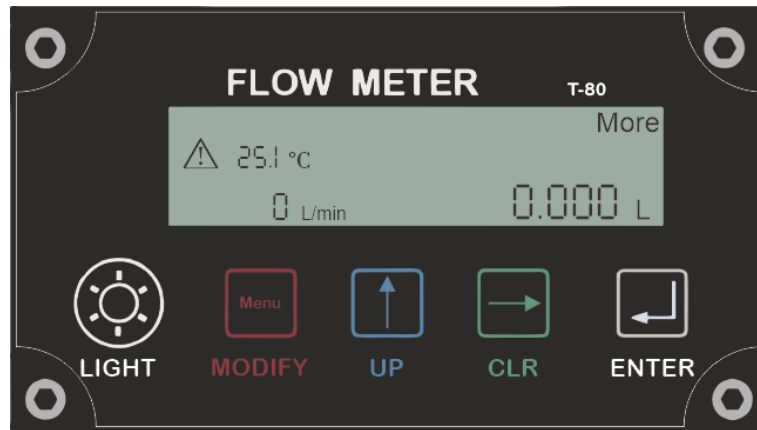 FLOW METER T-80
More
25.1 °C
0 L/min 0.000 L
Menu
LIGHT MODIFY UP CLR ENTER